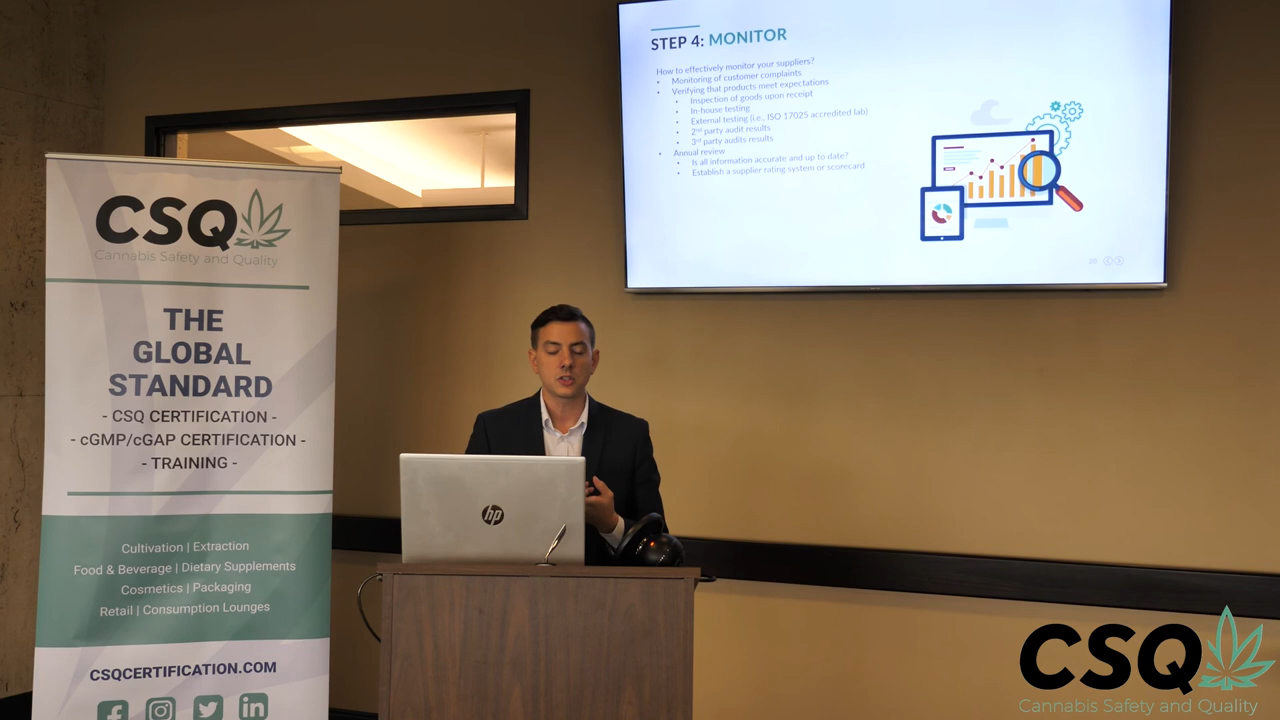 STEP 4: MONITOR
How to effectively monitor your suppliers?
• Monitoring of customer complaints
• Verifying that products meet expectations
• Inspection of goods upon receipt
• In-house testing
• External testing (i.e., ISO 17025 accredited lab)
• 2nd party audit results
• 3rd party audits results
• Annual review
• Is all information accurate and up to date?
• Establish a supplier rating system or scorecard
20
CSQ
Cannabis Safety and Quality
THE
GLOBAL
STANDARD
- CSQ CERTIFICATION -
- cGMP/cGAP CERTIFICATION -
- TRAINING -
Cultivation | Extraction
Food & Beverage | Dietary Supplements
Cosmetics | Packaging
Retail | Consumption Lounges
CSQCERTIFICATION.COM
hp
CSQ
Cannabis Safety and Quality